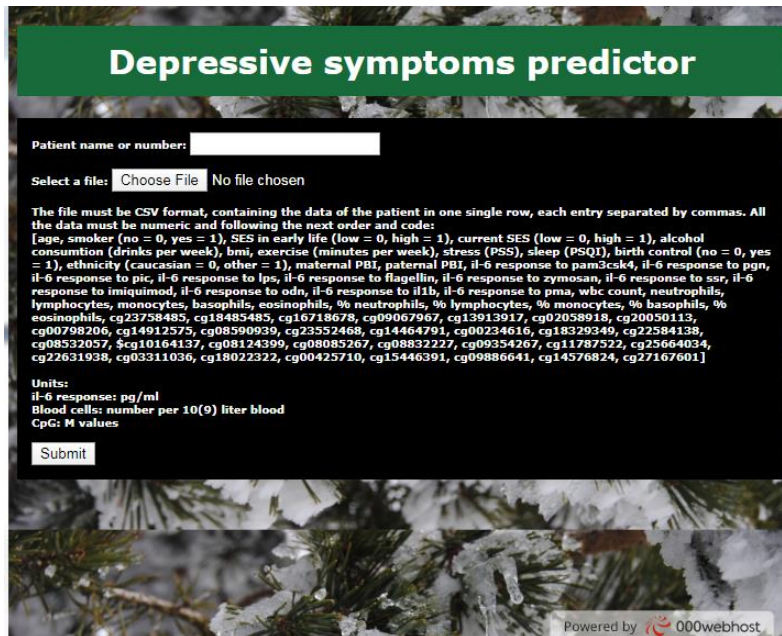 Depressive symptoms predictor
Patient name or number:
Select a file: Choose File No file chosen
The file must be CSV format, containing the data of the patient in one single row, each entry separated by commas. All
the data must be numeric and following the next order and code:
[age, smoker (no = 0, yes = 1), SES in early life (low = 0, high = 1), current SES (low = 0, high = 1), alcohol
consumtion (drinks per week), bmi, exercise (minutes per week), stress (PSS), sleep (PSQI), birth control (no = 0, yes
= 1), ethnicity (caucasian = 0, other = 1), maternal PBI, paternal PBI, il-6 response to pam3csk4, il-6 response to pgn,
il-6 response to pic, il-6 response to lps, il-6 response to flagellin, il-6 response to zymosan, il-6 response to ssr, il-6
response to imiquimod, il-6 response to odn, il-6 response to il1b, il-6 response to pma, wbc count, neutrophils,
lymphocytes, monocytes, basophils, eosinophils, % neutrophils, % lymphocytes, % monocytes, % basophils, %
eosinophils, cg23758485, cg18485485, cg16718678, cg09067967, cg13913917, cg02058918, cg20050113,
cg00798206, cg14912575, cg08590939, cg23552468, cg14464791, cg00234616, cg18329349, cg22584138,
cg08532057, $cg10164137, cg08124399, cg08085267, cg08832227, cg09354267, cg11787522, cg25664034,
cg22631938, cg03311036, cg18022322, cg00425710, cg15446391, cg09886641, cg14576824, cg27167601]
Units:
il-6 response: pg/ml
Blood cells: number per 10(9) liter blood
CpG: M values
Submit
Powered by 000webhost